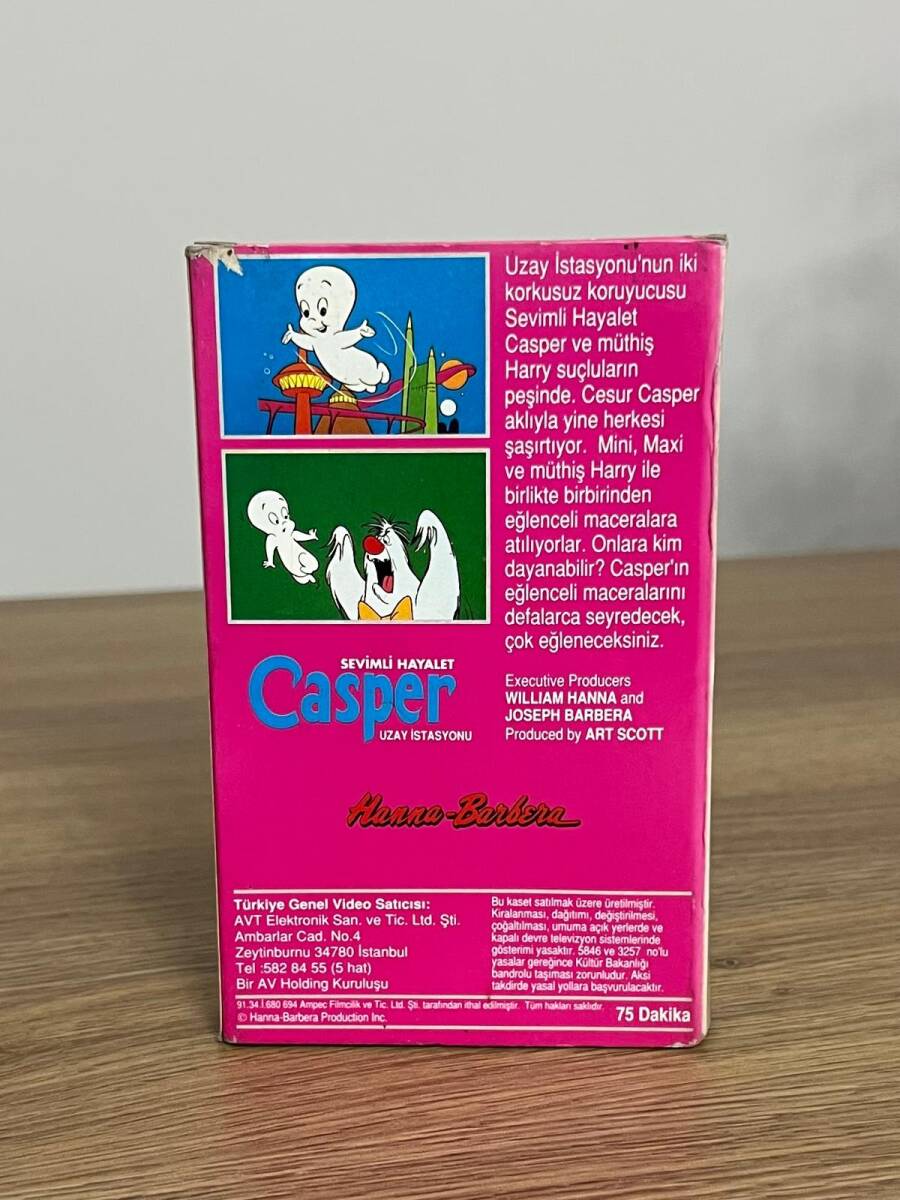 Uzay İstasyonu'nun iki
korkusuz koruyucusu
Sevimli Hayalet
Casper ve müthiş
Harry suçluların
peşinde. Cesur Casper
aklıyla yine herkesi
şaşırtıyor. Mini, Maxi
ve müthiş Harry ile
birlikte birbirinden
eğlenceli maceralara
atılıyorlar. Onlara kim
dayanabilir? Casper'ın
eğlenceli maceralarını
defalarca seyredecek,
çok eğleneceksiniz.
SEVİMLİ HAYALET
Casper
UZAY İSTASYONU
Executive Producers
WILLIAM HANNA and
JOSEPH BARBERA
Produced by ART SCOTT
Hanna-Barbera
Türkiye Genel Video Satıcısı:
AVT Elektronik San. ve Tic. Ltd. Şti.
Ambarlar Cad. No.4
Zeytinburnu 34780 İstanbul
Tel :582 84 55 (5 hat)
Bir AV Holding Kuruluşu
Bu kaset satılmak üzere üretilmiştir.
Kiralanması, dağıtımı, değiştirilmesi,
çoğaltılması, umuma açık yerlerde ve
kapalı devre televizyon sistemlerinde
gösterimi yasaktır. 5846 ve 3257 no'lu
yasalar gereğince Kültür Bakanlığı
bandrolu taşıması zorunludur. Aksi
takdirde yasal yollara başvurulacaktır.
91.34.İ.680 694 Ampec Filmcilik ve Tic. Ltd. Şti. tarafından ithal edilmiştir. Tüm hakları saklıdır.
© Hanna-Barbera Production Inc.
75 Dakika